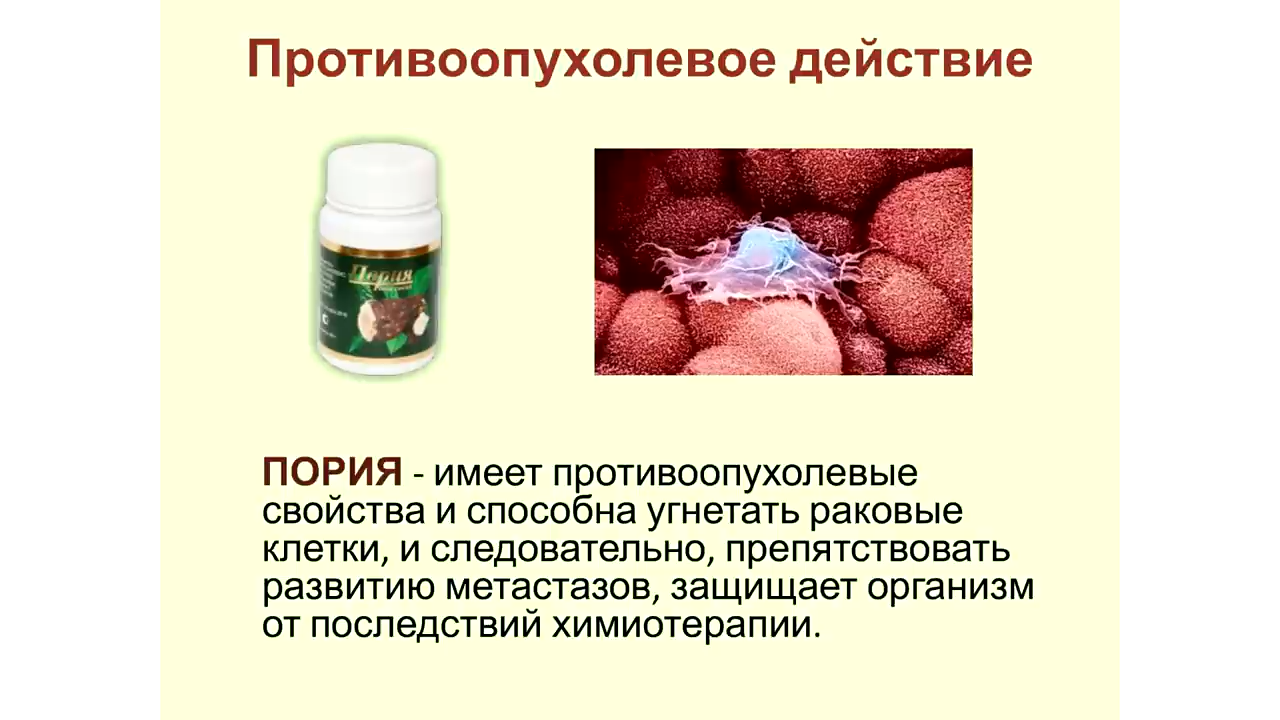 Противоопухолевое действие
Пория
ПОРИЯ - имеет противоопухолевые
свойства и способна угнетать раковые
клетки, и следовательно, препятствовать
развитию метастазов, защищает организм
от последствий химиотерапии.